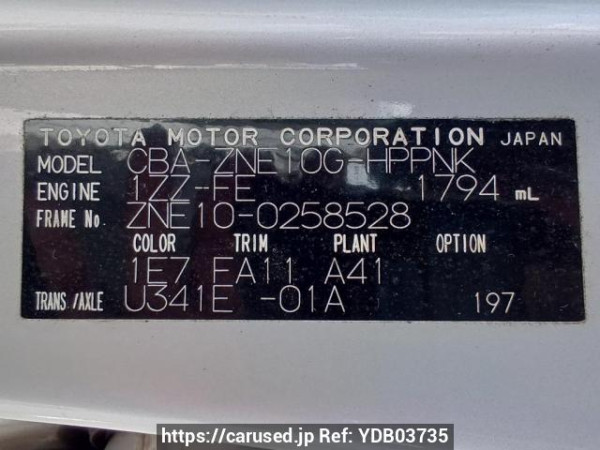 TOYOTA MOTOR CORPORATION JAPAN
MODEL CBA-ZNE10G-HPPNK
ENGINE 1ZZ-FE 1794 mL
FRAME No. ZNE10-0258528
COLOR TRIM PLANT OPTION
1E7 FA11 A41
TRANS/AXLE U341E -01A 197
https://carused.jp Ref: YDB03735